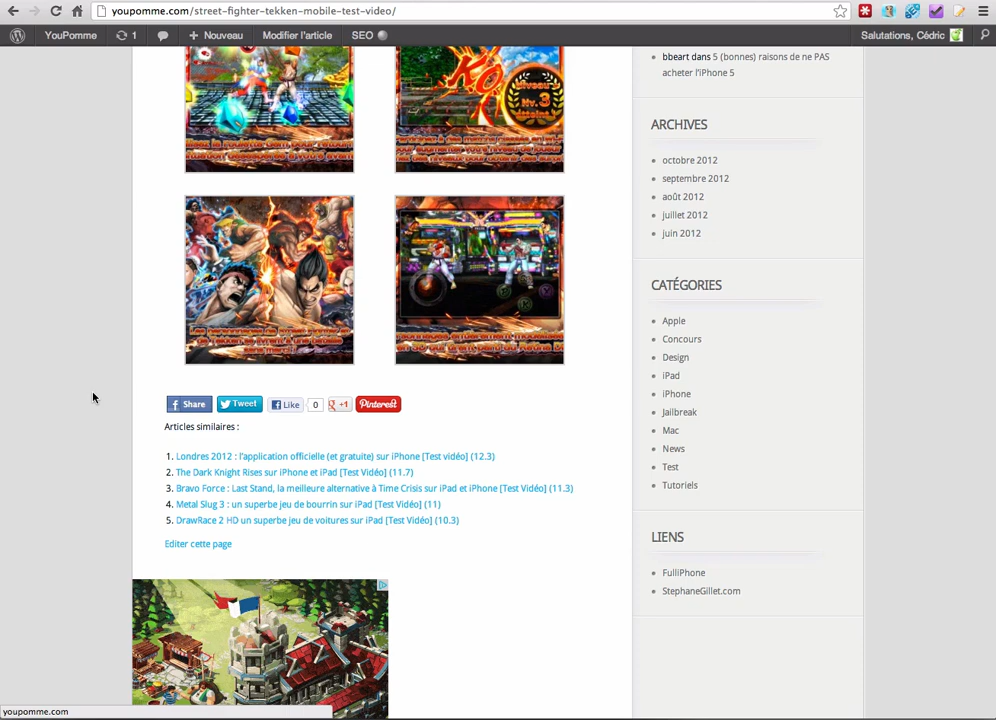 youpomme.com/street-fighter-tekken-mobile-test-video/
YouPomme 1 Nouveau Modifier l'article SEO Salutations, Cédric
bbeart dans 5 (bonnes) raisons de ne PAS
acheter l'iPhone 5
KO
Niveau
Nv. 3
ARCHIVES
octobre 2012
septembre 2012
août 2012
juillet 2012
juin 2012
CATÉGORIES
Apple
Concours
Design
iPad
iPhone
Jailbreak
Mac
News
Test
Tutoriels
LIENS
FulliPhone
StephaneGillet.com
f Share Tweet Like 0 +1 Pinterest
Articles similaires :
1. Londres 2012 : l'application officielle (et gratuite) sur iPhone [Test vidéo] (12.3)
2. The Dark Knight Rises sur iPhone et iPad [Test Vidéo] (11.7)
3. Bravo Force : Last Stand, la meilleure alternative à Time Crisis sur iPad et iPhone [Test Vidéo] (11.3)
4. Metal Slug 3 : un superbe jeu de bourrin sur iPad [Test Vidéo] (11)
5. DrawRace 2 HD un superbe jeu de voitures sur iPad [Test Vidéo] (10.3)
Editer cette page
youpomme.com